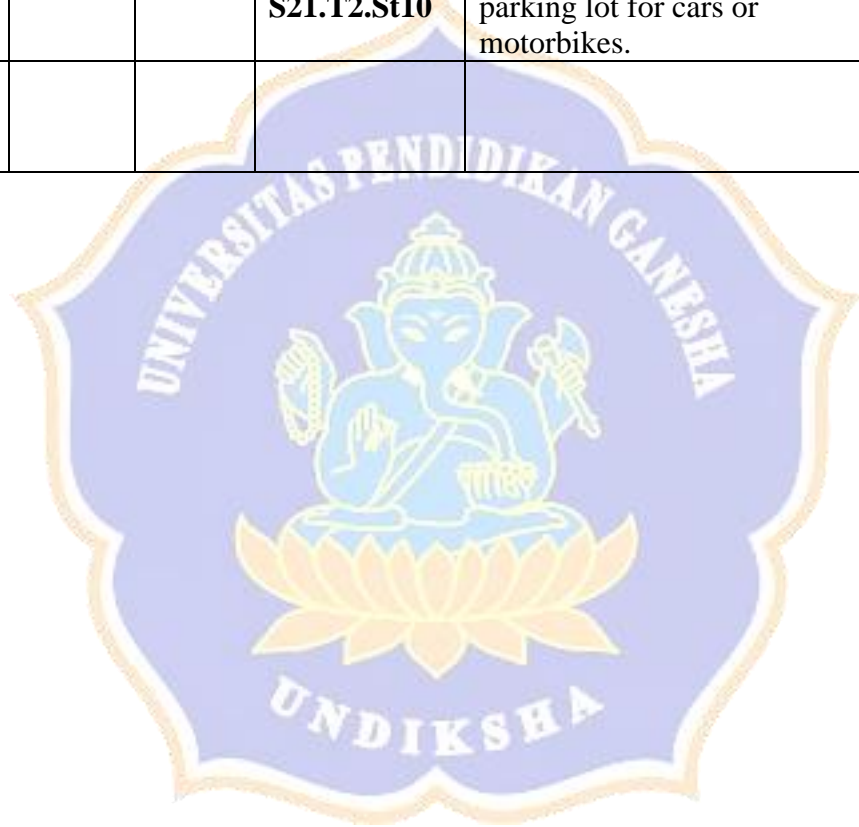 S21.T2.St10 parking lot for cars or
motorbikes.
UNIVERSITAS PENDIDIKAN GANESHA
UNDIKSHA